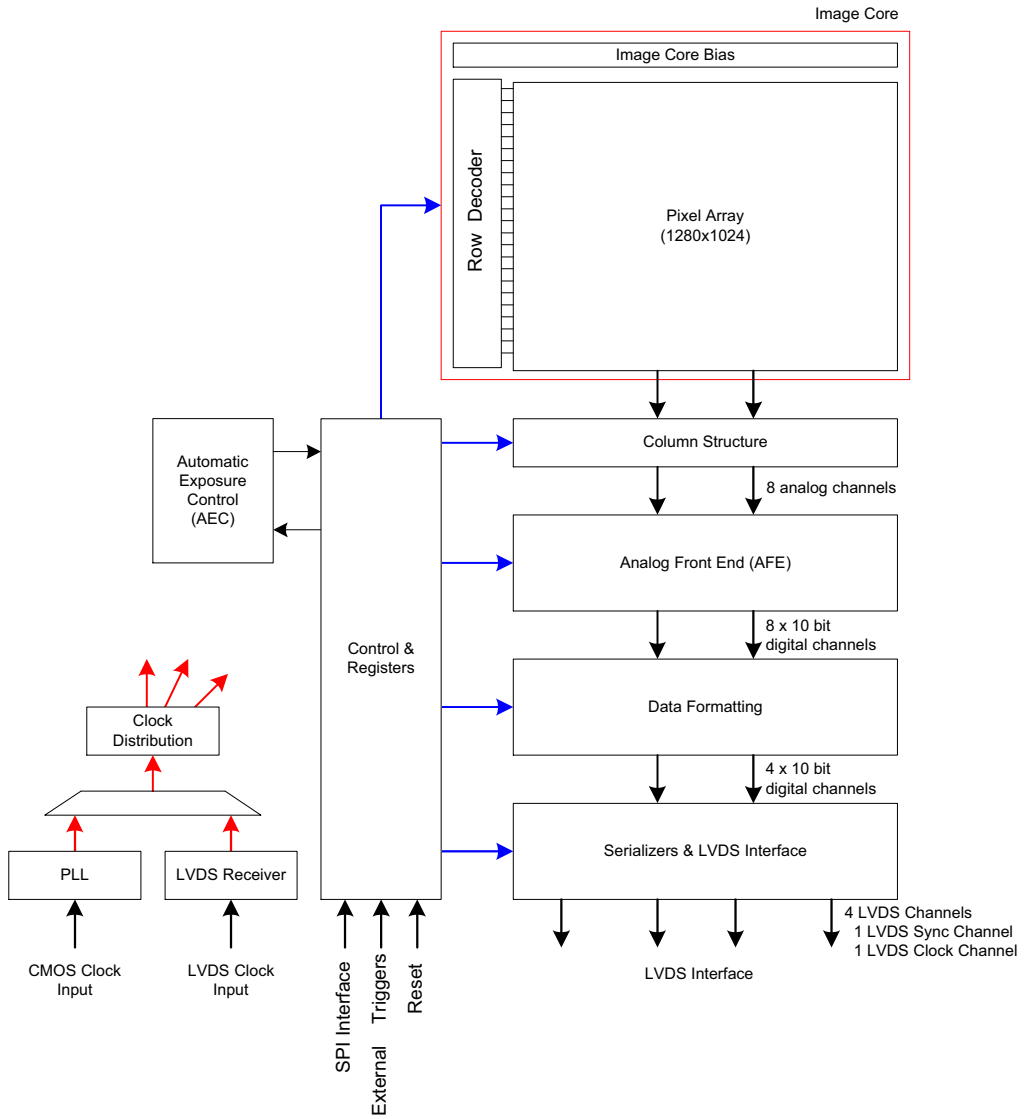 Image Core
Image Core Bias
Row Decoder
Pixel Array
(1280x1024)
Automatic
Exposure
Control
(AEC)
Column Structure
8 analog channels
Analog Front End (AFE)
8 x 10 bit
digital channels
Control &
Registers
Data Formatting
4 x 10 bit
digital channels
Clock
Distribution
Serializers & LVDS Interface
PLL
LVDS Receiver
4 LVDS Channels
1 LVDS Sync Channel
1 LVDS Clock Channel
CMOS Clock
Input
LVDS Clock
Input
SPI Interface
External Triggers
Reset
LVDS Interface